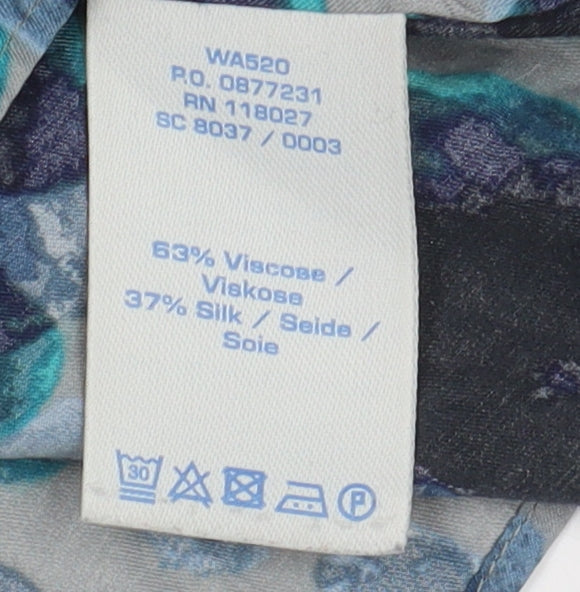 WA520
P.O. 0877231
RN 118027
SC 8037 / 0003
63% Viscose /
Viskose
37% Silk / Seide /
Soie
30 P